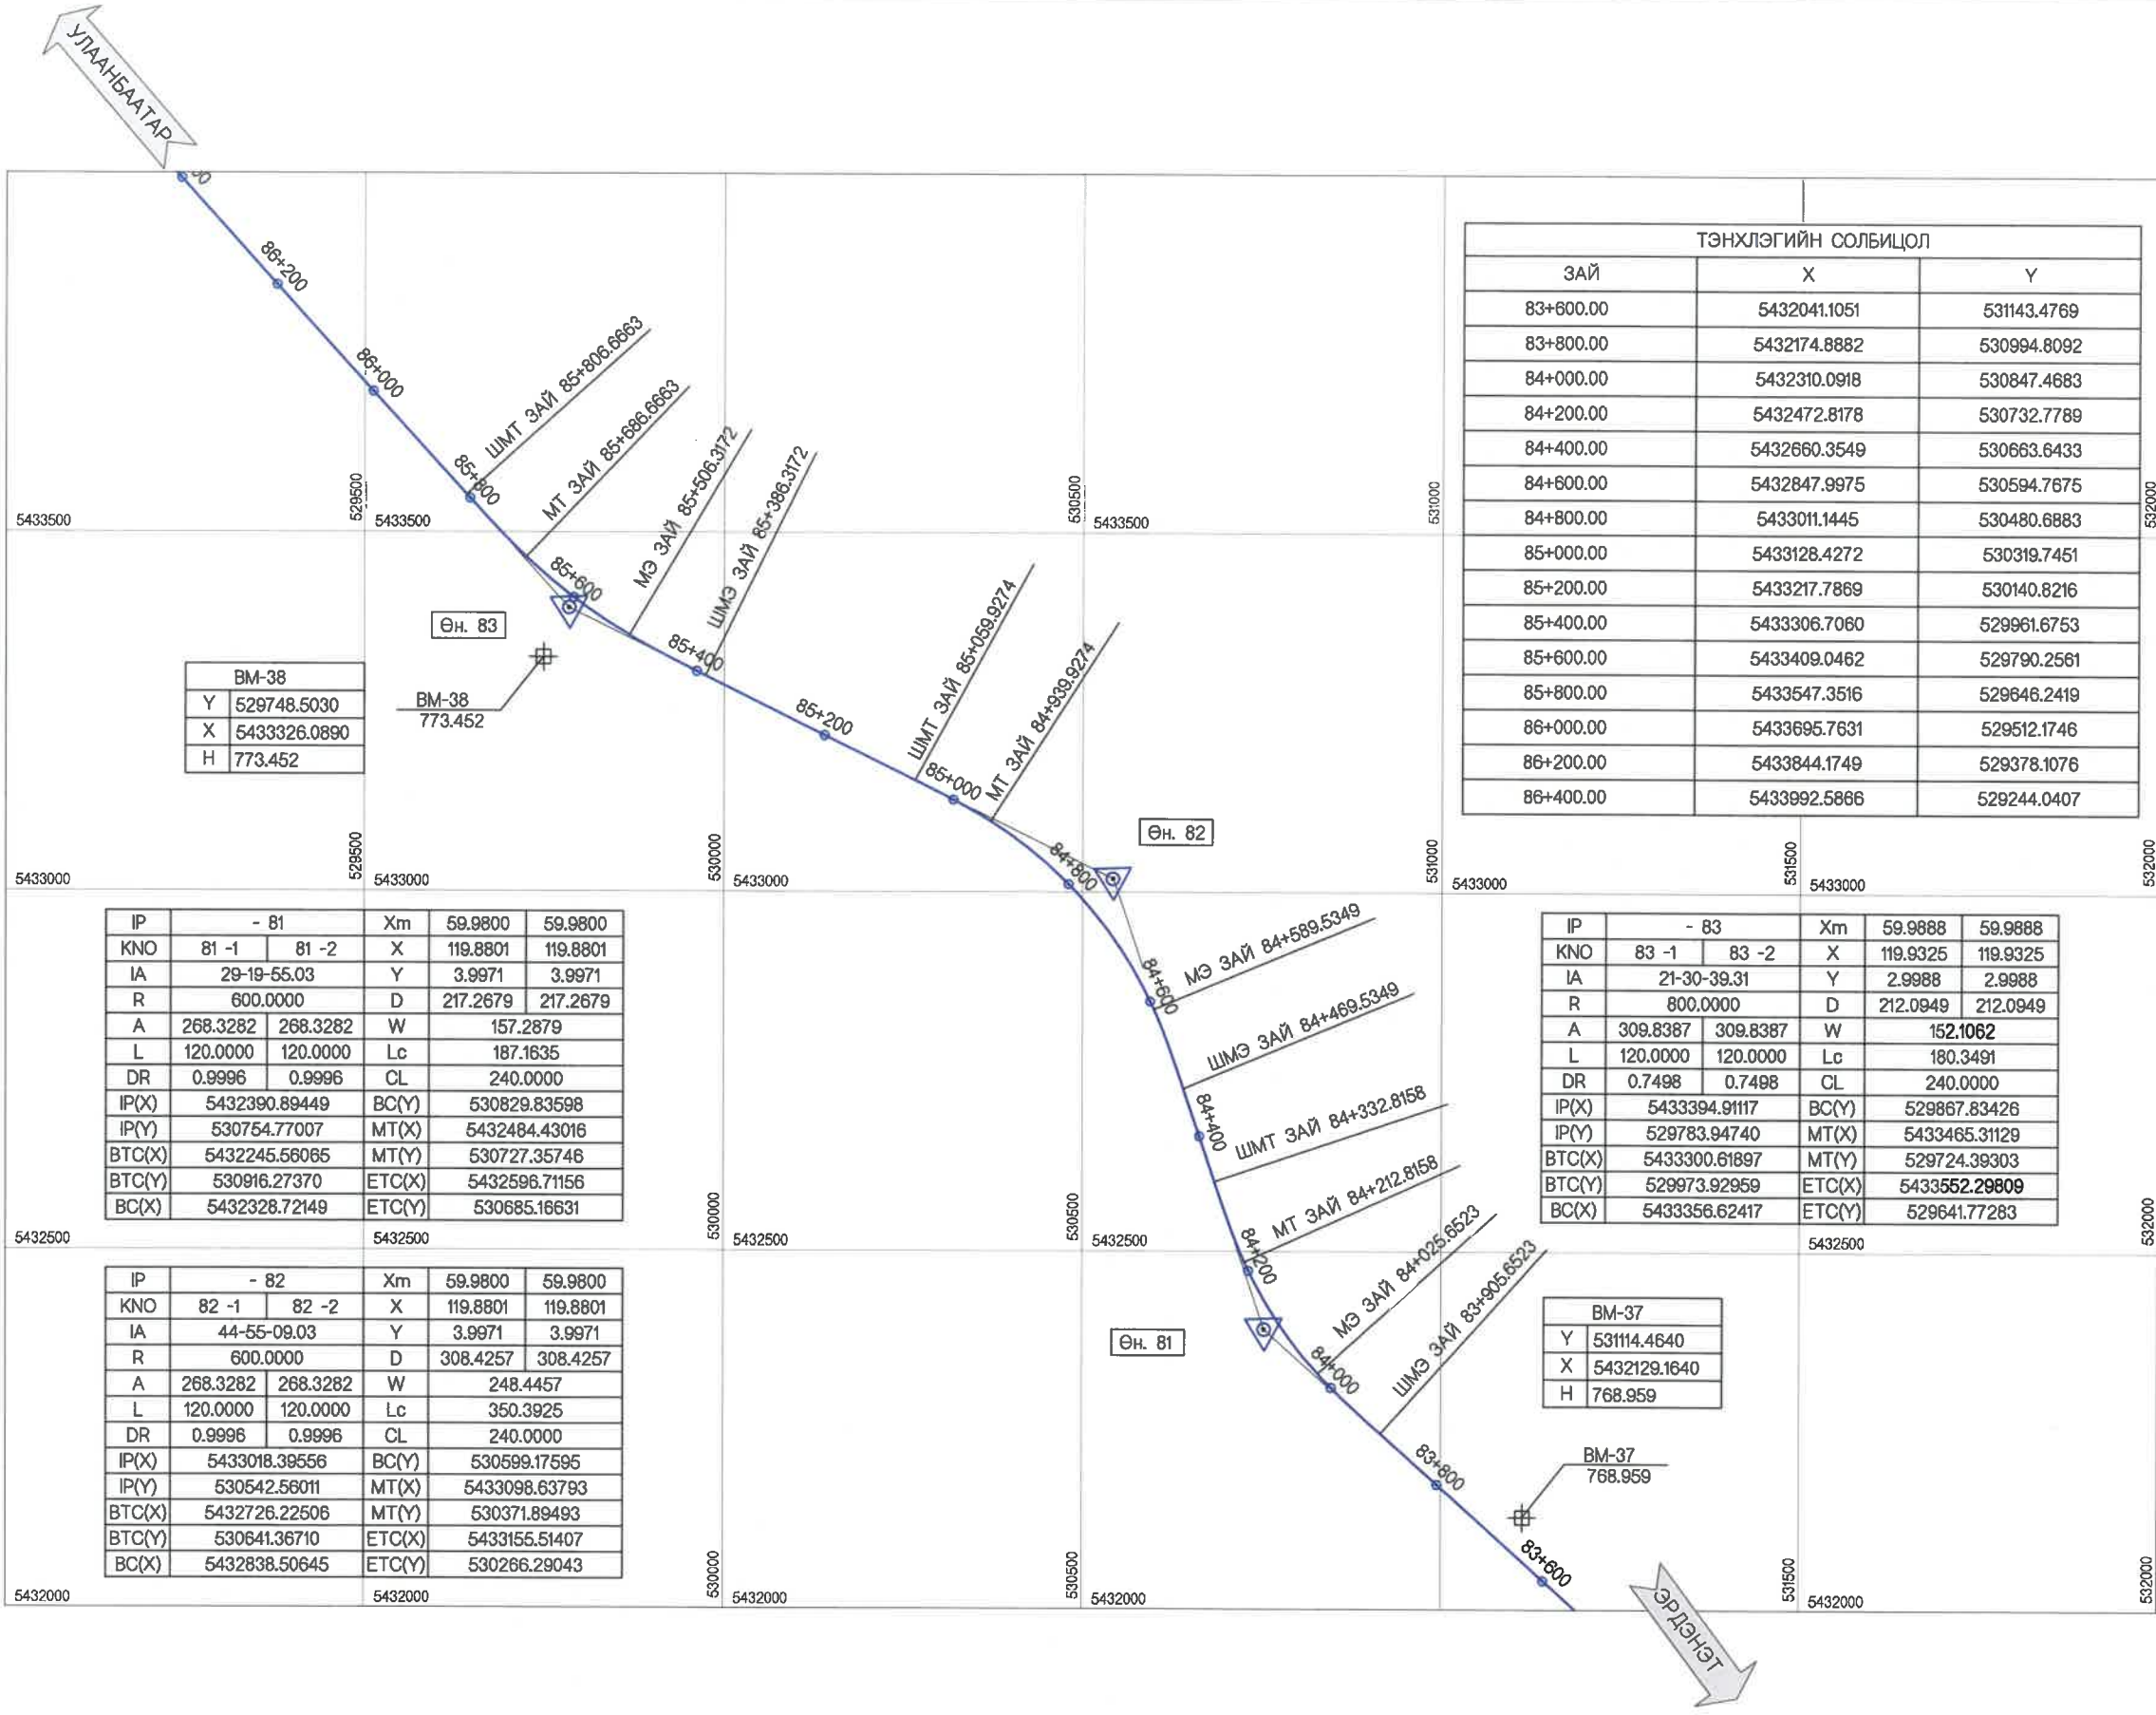 УЛААНБААТАР
86+200
86+000
85+800
85+600
85+400
85+200
85+000
84+800
84+600
84+400
84+200
84+000
83+800
83+600
ШМТ ЗАЙ 85+806.6663
МТ ЗАЙ 85+686.6663
МЭ ЗАЙ 85+506.3172
ШМЭ ЗАЙ 85+386.3172
ШМТ ЗАЙ 85+059.9274
МТ ЗАЙ 84+939.9274
МЭ ЗАЙ 84+589.5349
ШМЭ ЗАЙ 84+469.5349
ШМТ ЗАЙ 84+332.8158
МТ ЗАЙ 84+212.8158
МЭ ЗАЙ 84+025.6523
ШМЭ ЗАЙ 83+905.6523
ТЭНХЛЭГИЙН СОЛБИЦОЛ
ЗАЙ X Y
83+600.00 5432041.1051 531143.4769
83+800.00 5432174.8882 530994.8092
84+000.00 5432310.0918 530847.4683
84+200.00 5432472.8178 530732.7789
84+400.00 5432660.3549 530663.6433
84+600.00 5432847.9975 530594.7675
84+800.00 5433011.1445 530480.6883
85+000.00 5433128.4272 530319.7451
85+200.00 5433217.7869 530140.8216
85+400.00 5433306.7060 529961.6753
85+600.00 5433409.0462 529790.2561
85+800.00 5433547.3516 529646.2419
86+000.00 5433695.7631 529512.1746
86+200.00 5433844.1749 529378.1076
86+400.00 5433992.5866 529244.0407
529500 530500 531000 532000
5433500 5433500 5433500
Өн. 83
BM-38
Y 529748.5030
X 5433326.0890
H 773.452
BM-38
773.452
Өн. 82
529500 530000 531000 531500 532000
5433000 5433000 5433000 5433000 5433000
IP - 81 Xm 59.9800 59.9800
KNO 81 -1 81 -2 X 119.8801 119.8801
IA 29-19-55.03 Y 3.9971 3.9971
R 600.0000 D 217.2679 217.2679
A 268.3282 268.3282 W 157.2879
L 120.0000 120.0000 Lc 187.1635
DR 0.9996 0.9996 CL 240.0000
IP(X) 5432390.89449 BC(Y) 530829.83598
IP(Y) 530754.77007 MT(X) 5432484.43016
BTC(X) 5432245.56065 MT(Y) 530727.35746
BTC(Y) 530916.27370 ETC(X) 5432596.71156
BC(X) 5432328.72149 ETC(Y) 530685.16631
IP - 83 Xm 59.9888 59.9888
KNO 83 -1 83 -2 X 119.9325 119.9325
IA 21-30-39.31 Y 2.9988 2.9988
R 800.0000 D 212.0949 212.0949
A 309.8387 309.8387 W 152.1062
L 120.0000 120.0000 Lc 180.3491
DR 0.7498 0.7498 CL 240.0000
IP(X) 5433394.91117 BC(Y) 529867.83426
IP(Y) 529783.94740 MT(X) 5433465.31129
BTC(X) 5433300.61897 MT(Y) 529724.39303
BTC(Y) 529973.92959 ETC(X) 5433552.29809
BC(X) 5433356.62417 ETC(Y) 529641.77283
530000 530500 532000
5432500 5432500 5432500 5432500 5432500
IP - 82 Xm 59.9800 59.9800
KNO 82 -1 82 -2 X 119.8801 119.8801
IA 44-55-09.03 Y 3.9971 3.9971
R 600.0000 D 308.4257 308.4257
A 268.3282 268.3282 W 248.4457
L 120.0000 120.0000 Lc 350.3925
DR 0.9996 0.9996 CL 240.0000
IP(X) 5433018.39556 BC(Y) 530599.17595
IP(Y) 530542.56011 MT(X) 5433098.63793
BTC(X) 5432726.22506 MT(Y) 530371.89493
BTC(Y) 530641.36710 ETC(X) 5433155.51407
BC(X) 5432838.50645 ETC(Y) 530266.29043
Өн. 81
BM-37
Y 531114.4640
X 5432129.1640
H 768.959
BM-37
768.959
530000 530500 531500 532000
5432000 5432000 5432000 5432000 5432000
ЭРДЭНЭТ